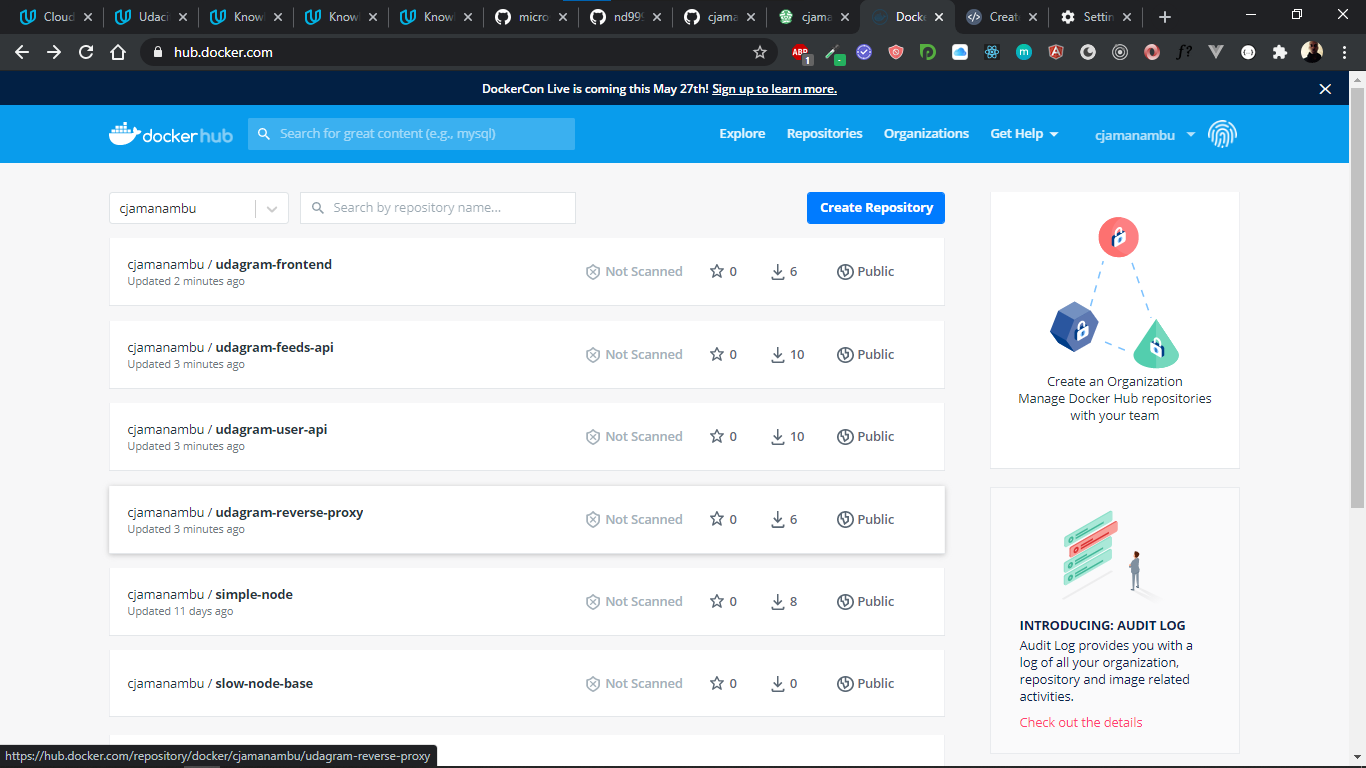 Cloud
Udaci
Knowl
Knowl
Knowl
micro
nd995
cjama
cjama
Docke
Create
Settin
hub.docker.com
ABP
1
-
DockerCon Live is coming this May 27th! Sign up to learn more.
docker hub
Search for great content (e.g., mysql)
Explore
Repositories
Organizations
Get Help
cjamanambu
cjamanambu
Search by repository name...
Create Repository
cjamanambu / udagram-frontend
Updated 2 minutes ago
Not Scanned
0
6
Public
cjamanambu / udagram-feeds-api
Updated 3 minutes ago
Not Scanned
0
10
Public
cjamanambu / udagram-user-api
Updated 3 minutes ago
Not Scanned
0
10
Public
cjamanambu / udagram-reverse-proxy
Updated 3 minutes ago
Not Scanned
0
6
Public
cjamanambu / simple-node
Updated 11 days ago
Not Scanned
0
8
Public
cjamanambu / slow-node-base
Not Scanned
0
0
Public
Create an Organization
Manage Docker Hub repositories
with your team
INTRODUCING: AUDIT LOG
Audit Log provides you with a
log of all your organization,
repository and image related
activities.
Check out the details
https://hub.docker.com/repository/docker/cjamanambu/udagram-reverse-proxy